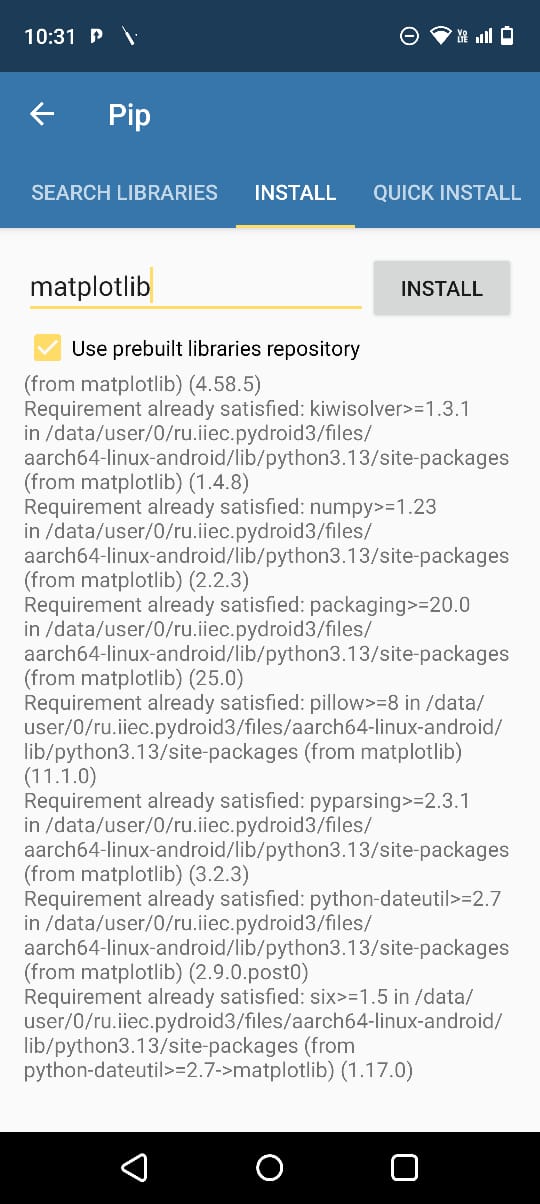 10:31
Vo
LTE
Pip
SEARCH LIBRARIES INSTALL QUICK INSTALL
matplotlib INSTALL
Use prebuilt libraries repository
(from matplotlib) (4.58.5)
Requirement already satisfied: kiwisolver>=1.3.1
in /data/user/0/ru.iiec.pydroid3/files/
aarch64-linux-android/lib/python3.13/site-packages
(from matplotlib) (1.4.8)
Requirement already satisfied: numpy>=1.23
in /data/user/0/ru.iiec.pydroid3/files/
aarch64-linux-android/lib/python3.13/site-packages
(from matplotlib) (2.2.3)
Requirement already satisfied: packaging>=20.0
in /data/user/0/ru.iiec.pydroid3/files/
aarch64-linux-android/lib/python3.13/site-packages
(from matplotlib) (25.0)
Requirement already satisfied: pillow>=8 in /data/
user/0/ru.iiec.pydroid3/files/aarch64-linux-android/
lib/python3.13/site-packages (from matplotlib)
(11.1.0)
Requirement already satisfied: pyparsing>=2.3.1
in /data/user/0/ru.iiec.pydroid3/files/
aarch64-linux-android/lib/python3.13/site-packages
(from matplotlib) (3.2.3)
Requirement already satisfied: python-dateutil>=2.7
in /data/user/0/ru.iiec.pydroid3/files/
aarch64-linux-android/lib/python3.13/site-packages
(from matplotlib) (2.9.0.post0)
Requirement already satisfied: six>=1.5 in /data/
user/0/ru.iiec.pydroid3/files/aarch64-linux-android/
lib/python3.13/site-packages (from
python-dateutil>=2.7->matplotlib) (1.17.0)